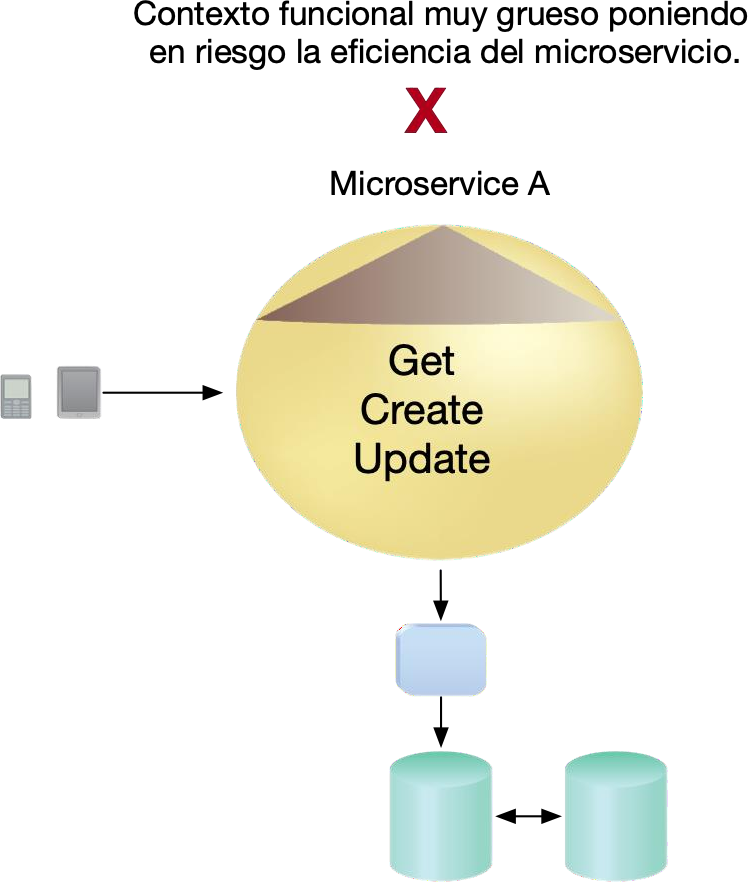 Contexto funcional muy grueso poniendo
en riesgo la eficiencia del microservicio.
X
Microservice A
Get
Create
Update